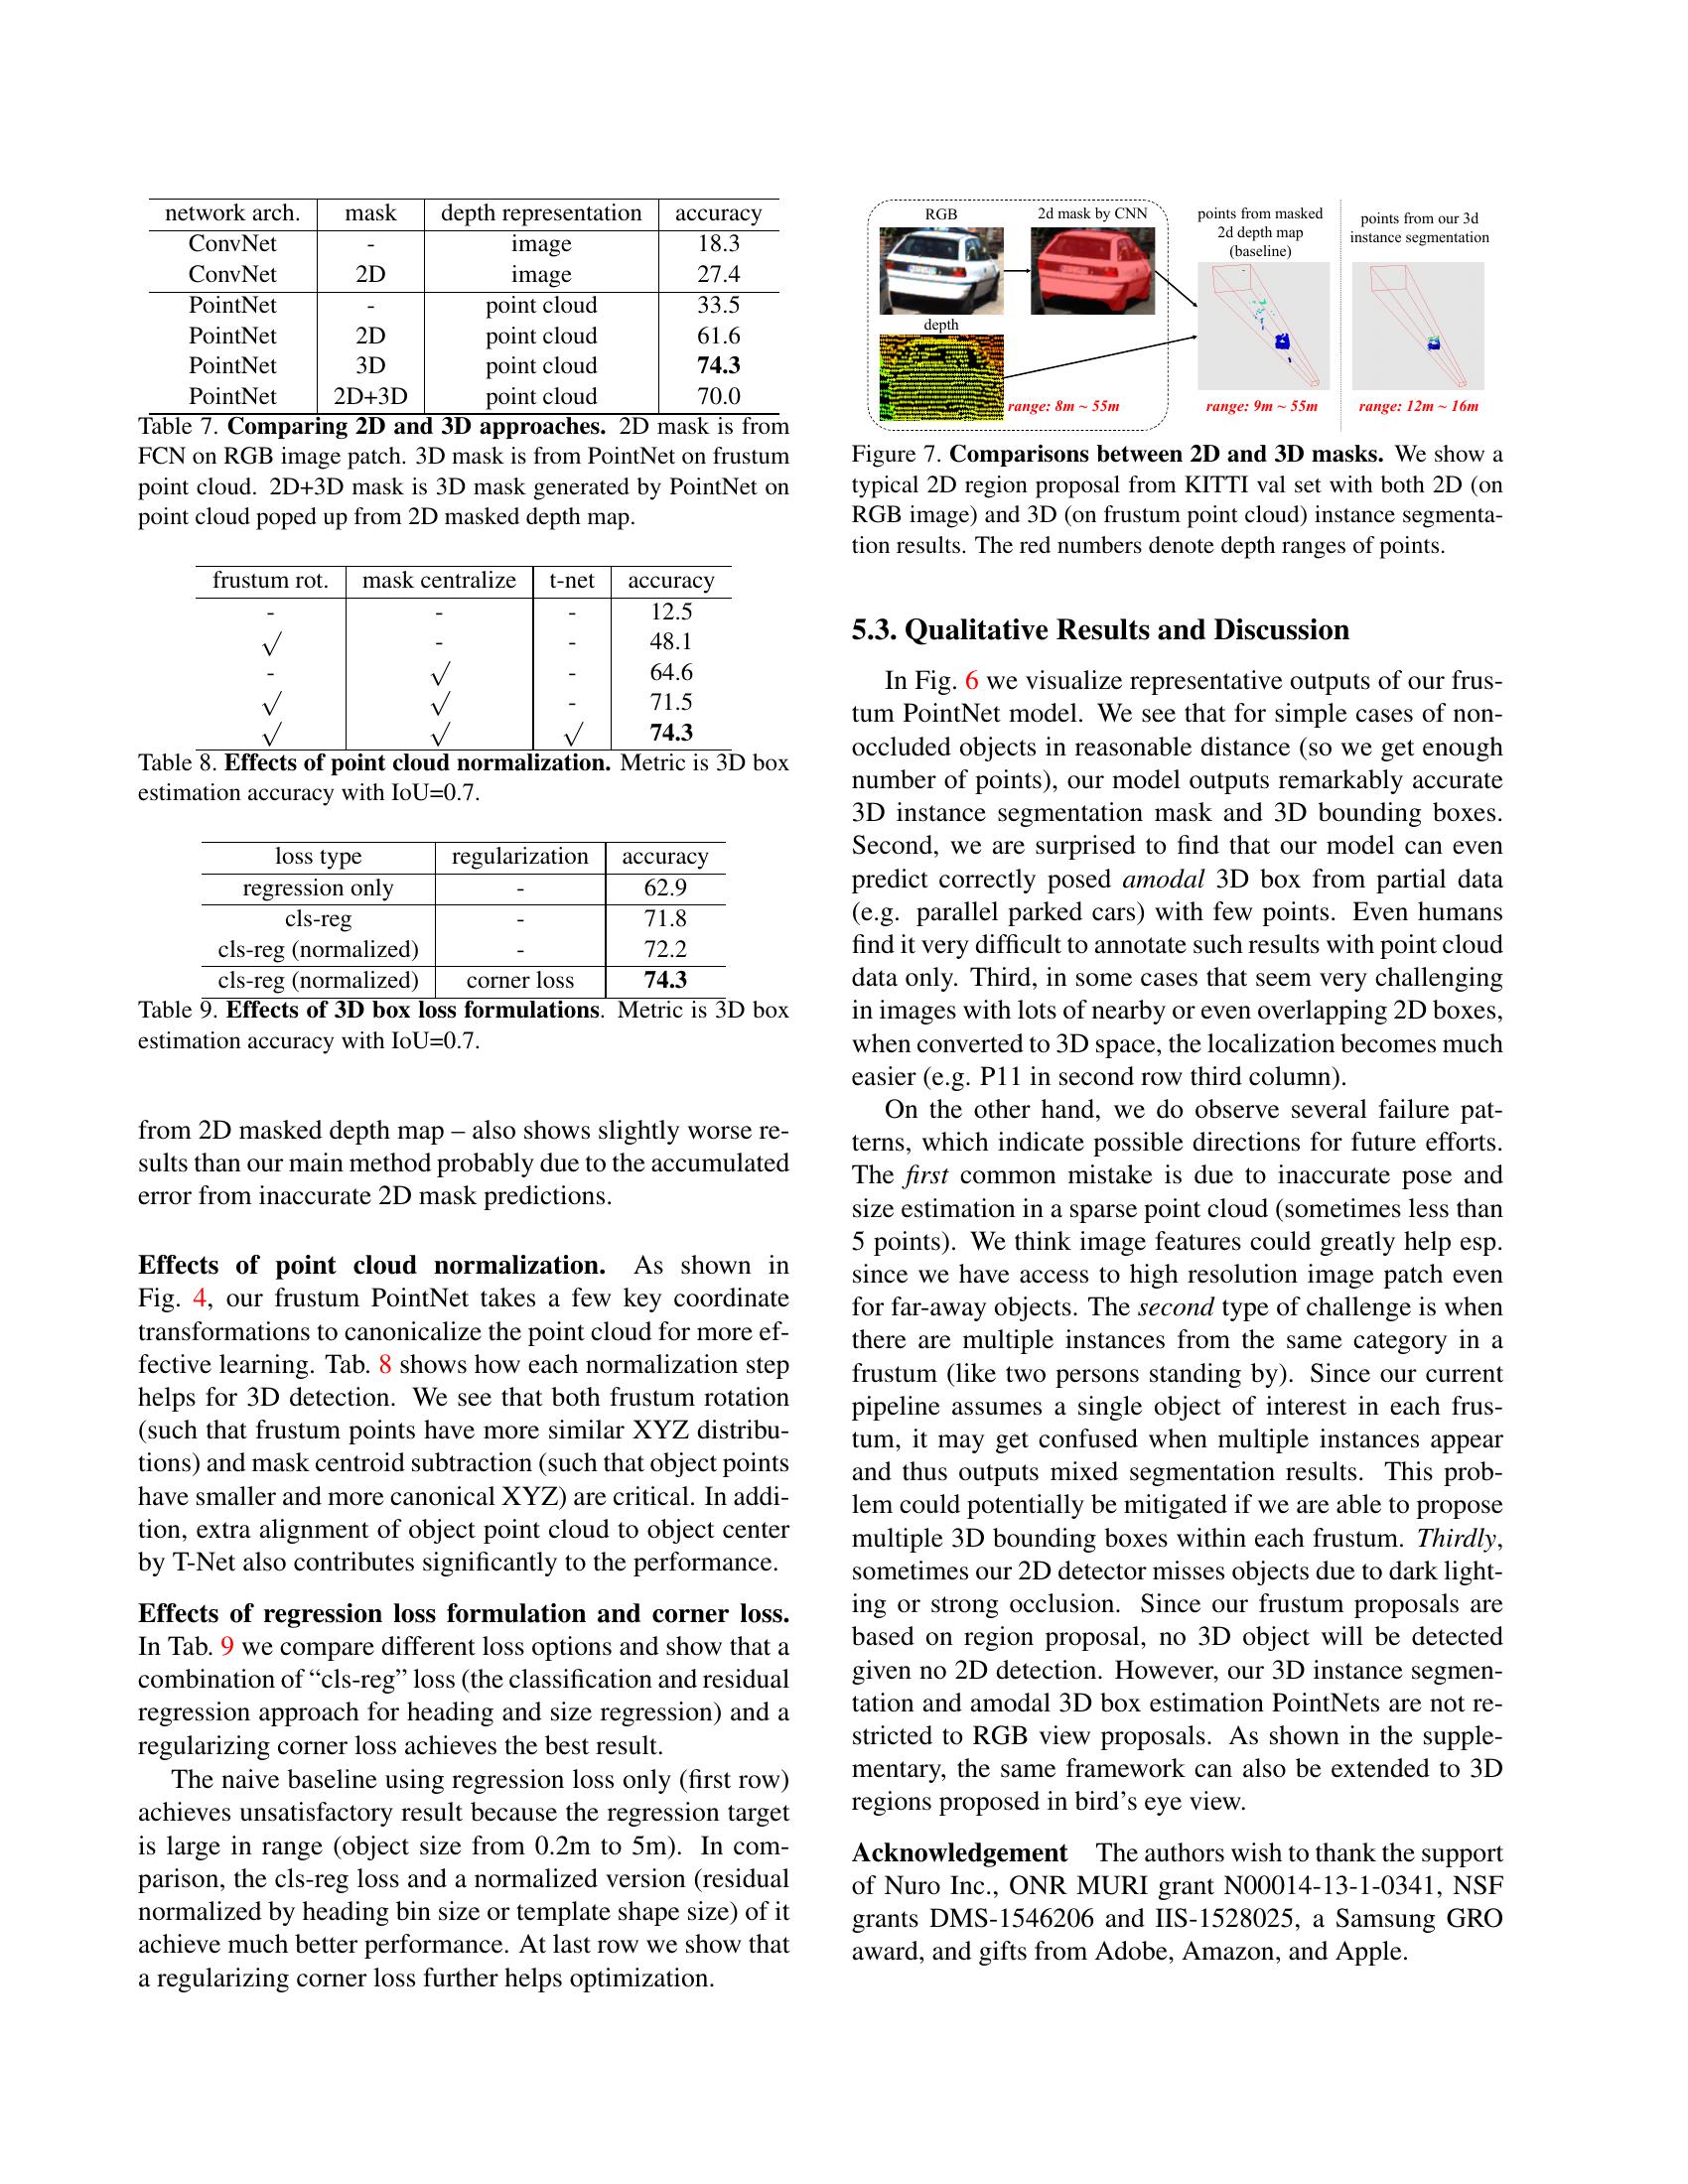 network arch. mask depth representation accuracy
ConvNet - image 18.3
ConvNet 2D image 27.4
PointNet - point cloud 33.5
PointNet 2D point cloud 61.6
PointNet 3D point cloud 74.3
PointNet 2D+3D point cloud 70.0
Table 7. Comparing 2D and 3D approaches. 2D mask is from
FCN on RGB image patch. 3D mask is from PointNet on frustum
point cloud. 2D+3D mask is 3D mask generated by PointNet on
point cloud poped up from 2D masked depth map.
frustum rot. mask centralize t-net accuracy
- - - 12.5
√ - - 48.1
- √ - 64.6
√ √ - 71.5
√ √ √ 74.3
Table 8. Effects of point cloud normalization. Metric is 3D box
estimation accuracy with IoU=0.7.
loss type regularization accuracy
regression only - 62.9
cls-reg - 71.8
cls-reg (normalized) - 72.2
cls-reg (normalized) corner loss 74.3
Table 9. Effects of 3D box loss formulations. Metric is 3D box
estimation accuracy with IoU=0.7.
from 2D masked depth map – also shows slightly worse re-
sults than our main method probably due to the accumulated
error from inaccurate 2D mask predictions.
Effects of point cloud normalization. As shown in
Fig. 4, our frustum PointNet takes a few key coordinate
transformations to canonicalize the point cloud for more ef-
fective learning. Tab. 8 shows how each normalization step
helps for 3D detection. We see that both frustum rotation
(such that frustum points have more similar XYZ distribu-
tions) and mask centroid subtraction (such that object points
have smaller and more canonical XYZ) are critical. In addi-
tion, extra alignment of object point cloud to object center
by T-Net also contributes significantly to the performance.
Effects of regression loss formulation and corner loss.
In Tab. 9 we compare different loss options and show that a
combination of “cls-reg” loss (the classification and residual
regression approach for heading and size regression) and a
regularizing corner loss achieves the best result.
The naive baseline using regression loss only (first row)
achieves unsatisfactory result because the regression target
is large in range (object size from 0.2m to 5m). In com-
parison, the cls-reg loss and a normalized version (residual
normalized by heading bin size or template shape size) of it
achieve much better performance. At last row we show that
a regularizing corner loss further helps optimization.
RGB
2d mask by CNN
depth
range: 8m ~ 55m
points from masked
2d depth map
(baseline)
range: 9m ~ 55m
points from our 3d
instance segmentation
range: 12m ~ 16m
Figure 7. Comparisons between 2D and 3D masks. We show a
typical 2D region proposal from KITTI val set with both 2D (on
RGB image) and 3D (on frustum point cloud) instance segmenta-
tion results. The red numbers denote depth ranges of points.
5.3. Qualitative Results and Discussion
In Fig. 6 we visualize representative outputs of our frus-
tum PointNet model. We see that for simple cases of non-
occluded objects in reasonable distance (so we get enough
number of points), our model outputs remarkably accurate
3D instance segmentation mask and 3D bounding boxes.
Second, we are surprised to find that our model can even
predict correctly posed amodal 3D box from partial data
(e.g. parallel parked cars) with few points. Even humans
find it very difficult to annotate such results with point cloud
data only. Third, in some cases that seem very challenging
in images with lots of nearby or even overlapping 2D boxes,
when converted to 3D space, the localization becomes much
easier (e.g. P11 in second row third column).
On the other hand, we do observe several failure pat-
terns, which indicate possible directions for future efforts.
The first common mistake is due to inaccurate pose and
size estimation in a sparse point cloud (sometimes less than
5 points). We think image features could greatly help esp.
since we have access to high resolution image patch even
for far-away objects. The second type of challenge is when
there are multiple instances from the same category in a
frustum (like two persons standing by). Since our current
pipeline assumes a single object of interest in each frus-
tum, it may get confused when multiple instances appear
and thus outputs mixed segmentation results. This prob-
lem could potentially be mitigated if we are able to propose
multiple 3D bounding boxes within each frustum. Thirdly,
sometimes our 2D detector misses objects due to dark light-
ing or strong occlusion. Since our frustum proposals are
based on region proposal, no 3D object will be detected
given no 2D detection. However, our 3D instance segmen-
tation and amodal 3D box estimation PointNets are not re-
stricted to RGB view proposals. As shown in the supple-
mentary, the same framework can also be extended to 3D
regions proposed in bird’s eye view.
Acknowledgement The authors wish to thank the support
of Nuro Inc., ONR MURI grant N00014-13-1-0341, NSF
grants DMS-1546206 and IIS-1528025, a Samsung GRO
award, and gifts from Adobe, Amazon, and Apple.